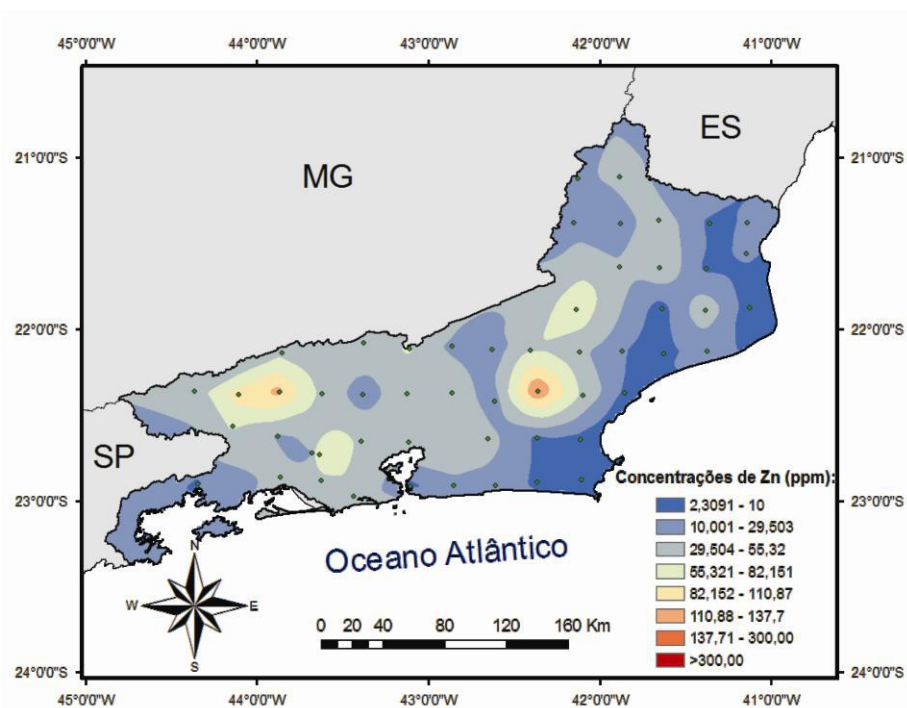 45°0'0"W 44°0'0"W 43°0'0"W 42°0'0"W 41°0'0"W
ES
21°0'0"S 21°0'0"S
MG
22°0'0"S 22°0'0"S
SP
Concentrações de Zn (ppm):
23°0'0"S 23°0'0"S
2,3091 - 10
10,001 - 29,503
Oceano Atlântico
29,504 - 55,32
N
55,321 - 82,151
82,152 - 110,87
W E
110,88 - 137,7
0 20 40 80 120 160 Km
137,71 - 300,00
S
>300,00
24°0'0"S 24°0'0"S
45°0'0"W 44°0'0"W 43°0'0"W 42°0'0"W 41°0'0"W